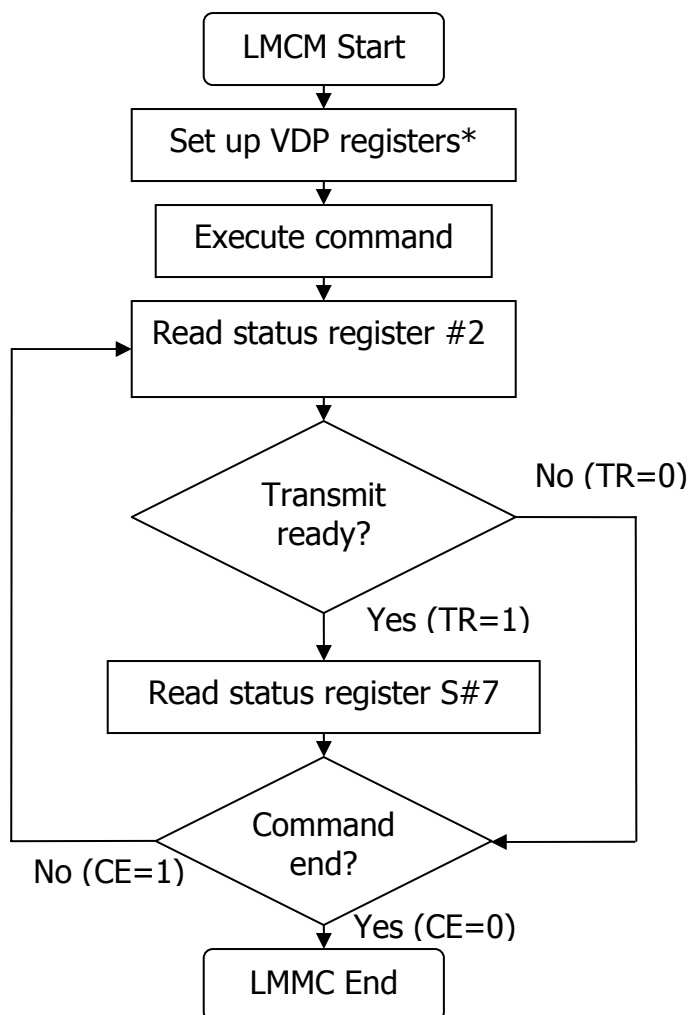 LMCM Start
Set up VDP registers*
Execute command
Read status register #2
Transmit
ready?
No (TR=0)
Yes (TR=1)
Read status register S#7
Command
end?
No (CE=1)
Yes (CE=0)
LMMC End